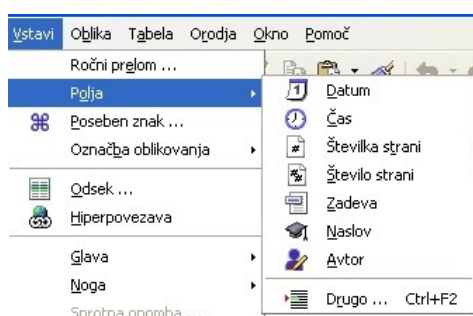 Vstavi Oblika Tabela Orodja Okno Pomoč
Ročni prelom ...
Polja
Poseben znak ...
Označba oblikovanja
Odsek ...
Hiperpovezava
Glava
Noga
Sprotna opomba ...
Datum
Čas
Številka strani
Število strani
Zadeva
Naslov
Avtor
Drugo ... Ctrl+F2